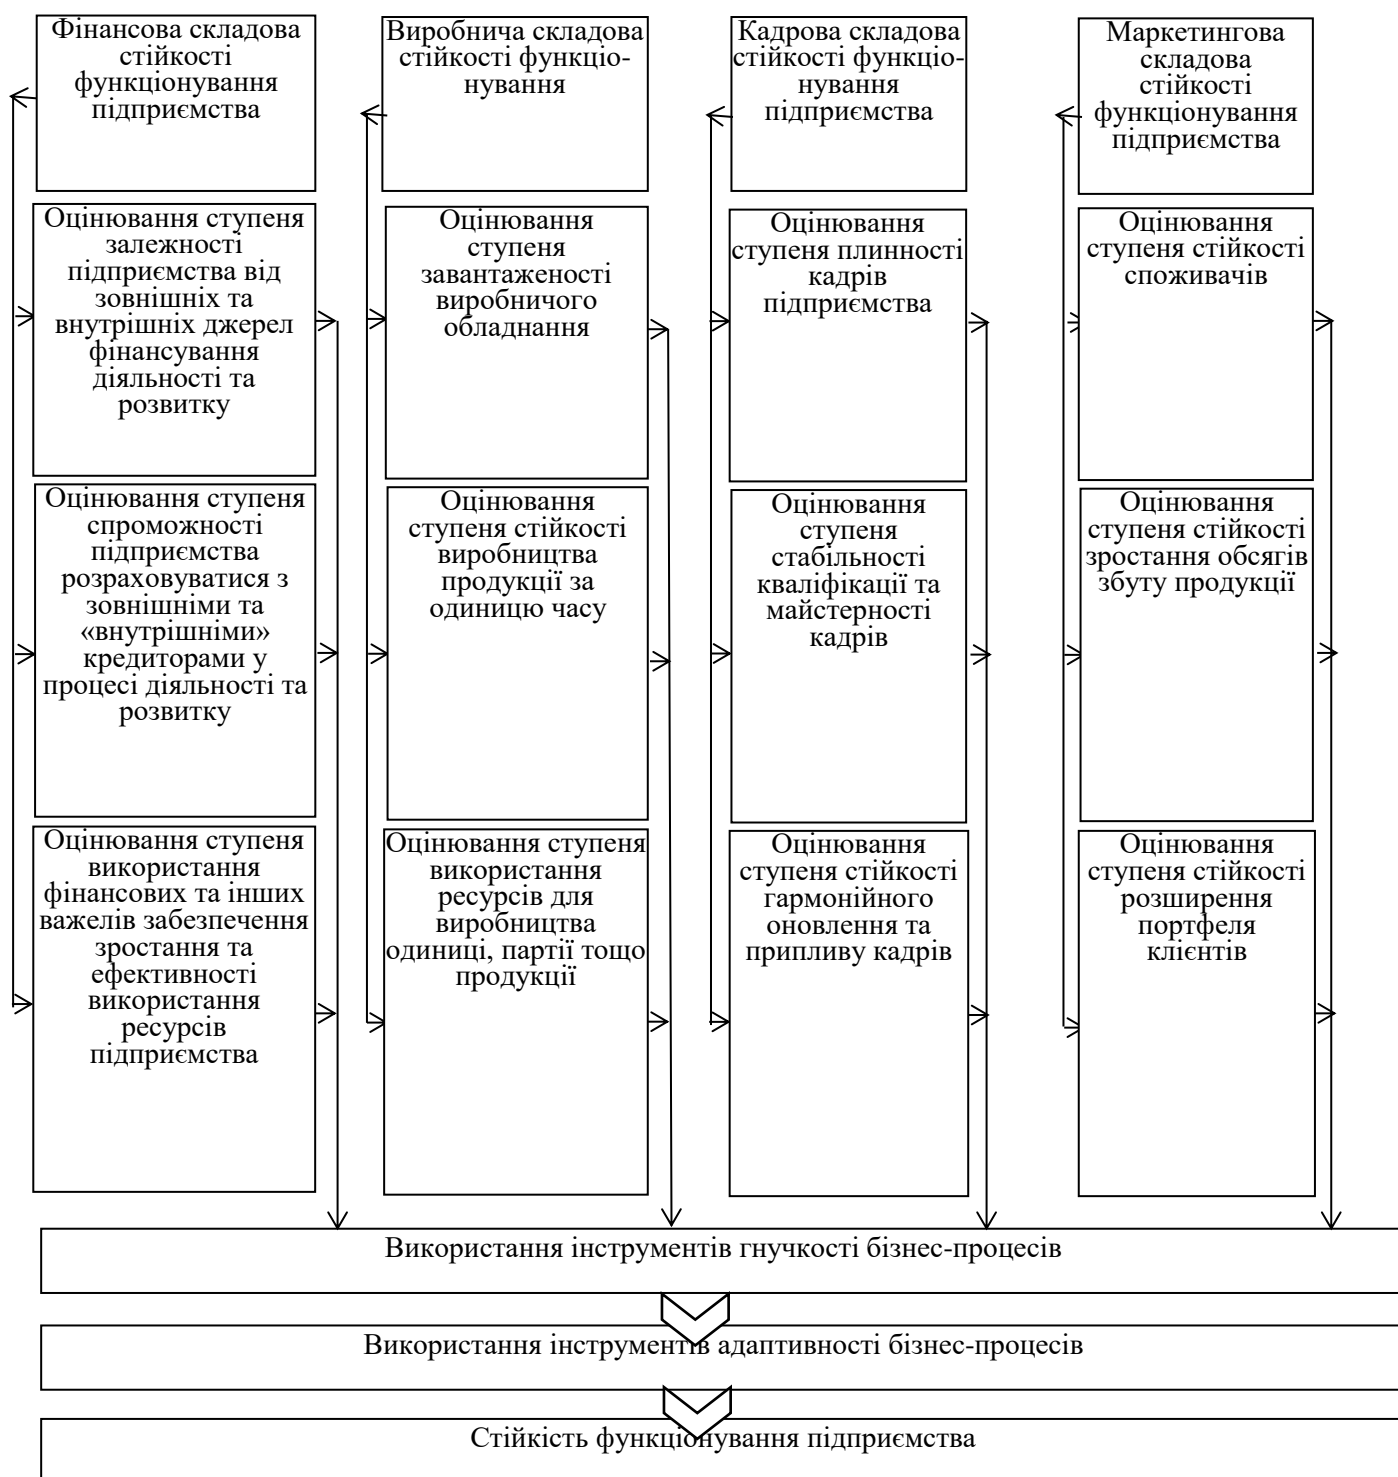 Фінансова складова
стійкості
функціонування
підприємства
Виробнича складова
стійкості функціо-
нування
Кадрова складова
стійкості функціо-
нування
підприємства
Маркетингова
складова
стійкості
функціонування
підприємства
Оцінювання ступеня
залежності
підприємства від
зовнішніх та
внутрішніх джерел
фінансування
діяльності та
розвитку
Оцінювання
ступеня
завантаженості
виробничого
обладнання
Оцінювання
ступеня плинності
кадрів
підприємства
Оцінювання
ступеня стійкості
споживачів
Оцінювання ступеня
спроможності
підприємства
розраховуватися з
зовнішніми та
«внутрішніми»
кредиторами у
процесі діяльності та
розвитку
Оцінювання
ступеня стійкості
виробництва
продукції за
одиницю часу
Оцінювання
ступеня
стабільності
кваліфікації та
майстерності
кадрів
Оцінювання
ступеня стійкості
зростання обсягів
збуту продукції
Оцінювання ступеня
використання
фінансових та інших
важелів забезпечення
зростання та
ефективності
використання
ресурсів
підприємства
Оцінювання ступеня
використання
ресурсів для
виробництва
одиниці, партії тощо
продукції
Оцінювання
ступеня стійкості
гармонійного
оновлення та
припливу кадрів
Оцінювання
ступеня стійкості
розширення
портфеля
клієнтів
Використання інструментів гнучкості бізнес-процесів
Використання інструментів адаптивності бізнес-процесів
Стійкість функціонування підприємства